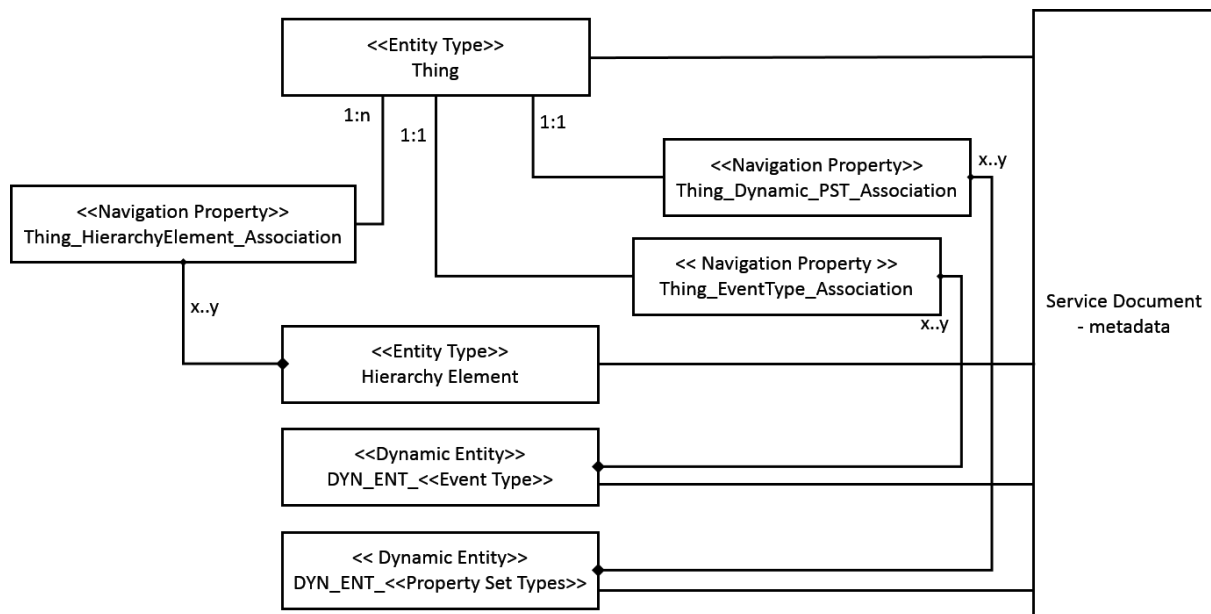 <<Entity Type>>
Thing
1:n
1:1
1:1
<<Navigation Property>>
Thing_Dynamic_PST_Association
x..y
<<Navigation Property>>
Thing_HierarchyElement_Association
<< Navigation Property >>
Thing_EventType_Association
x..y
x..y
Service Document
- metadata
<<Entity Type>>
Hierarchy Element
<<Dynamic Entity>>
DYN_ENT_<<Event Type>>
<< Dynamic Entity>>
DYN_ENT_<<Property Set Types>>